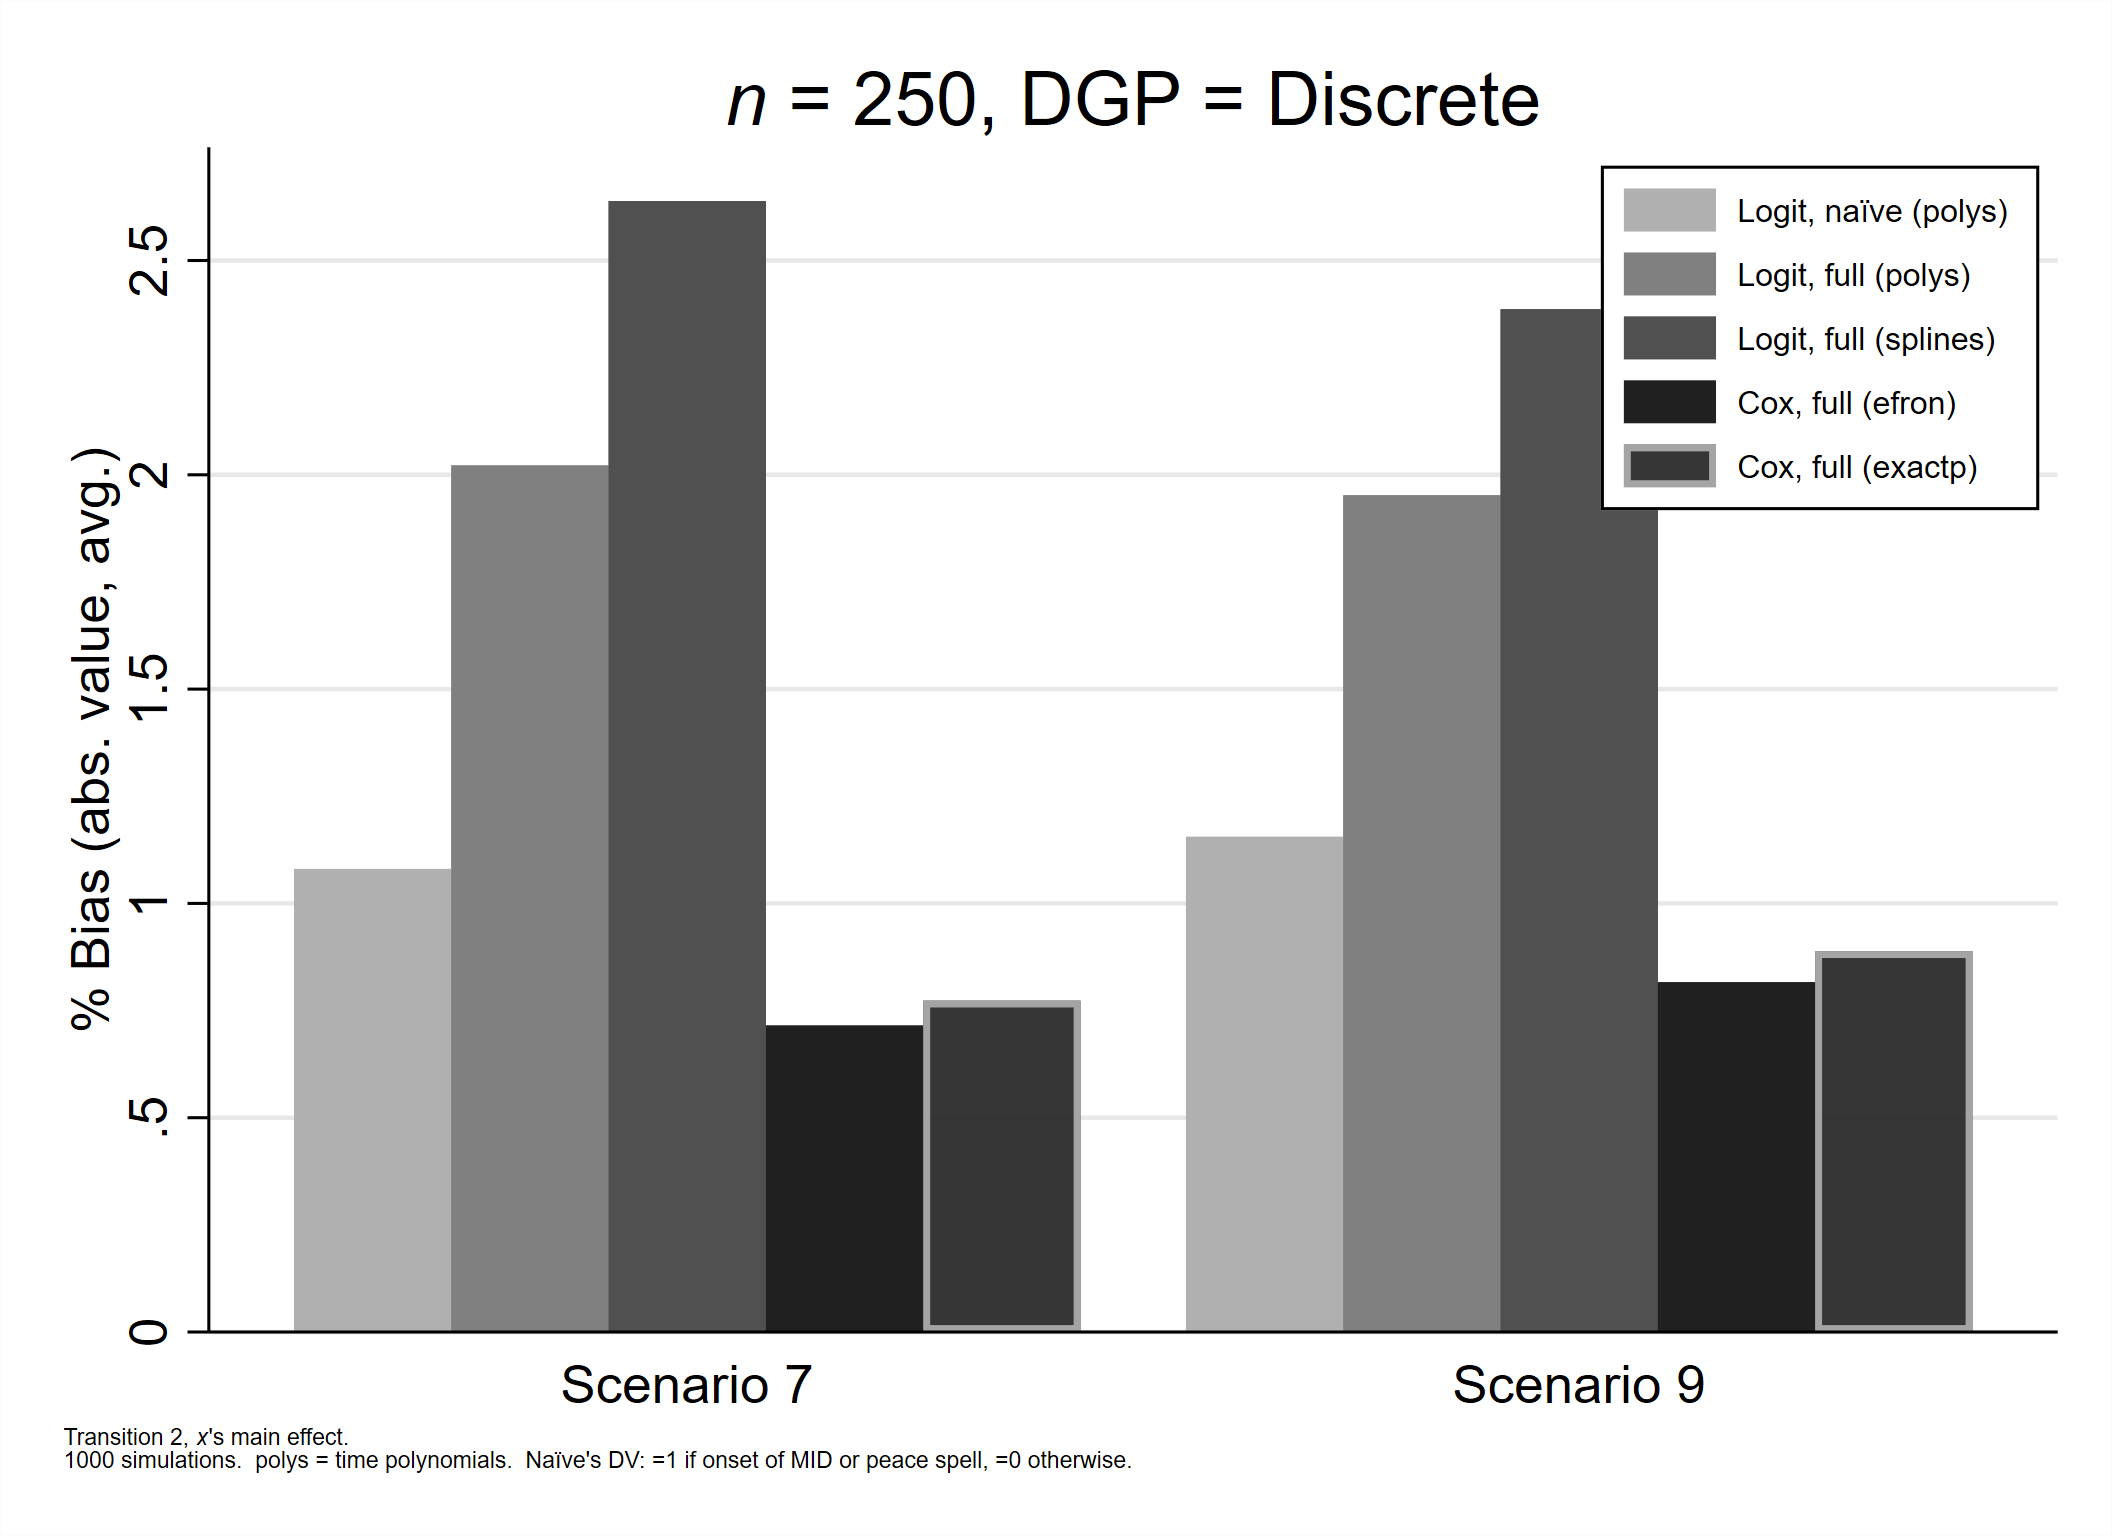 n = 250, DGP = Discrete
% Bias (abs. value, avg.)
2.5
2
1.5
1
.5
0
Logit, naïve (polys)
Logit, full (polys)
Logit, full (splines)
Cox, full (efron)
Cox, full (exactp)
Scenario 7
Scenario 9
Transition 2, x's main effect.
1000 simulations.  polys = time polynomials.  Naïve's DV: =1 if onset of MID or peace spell, =0 otherwise.